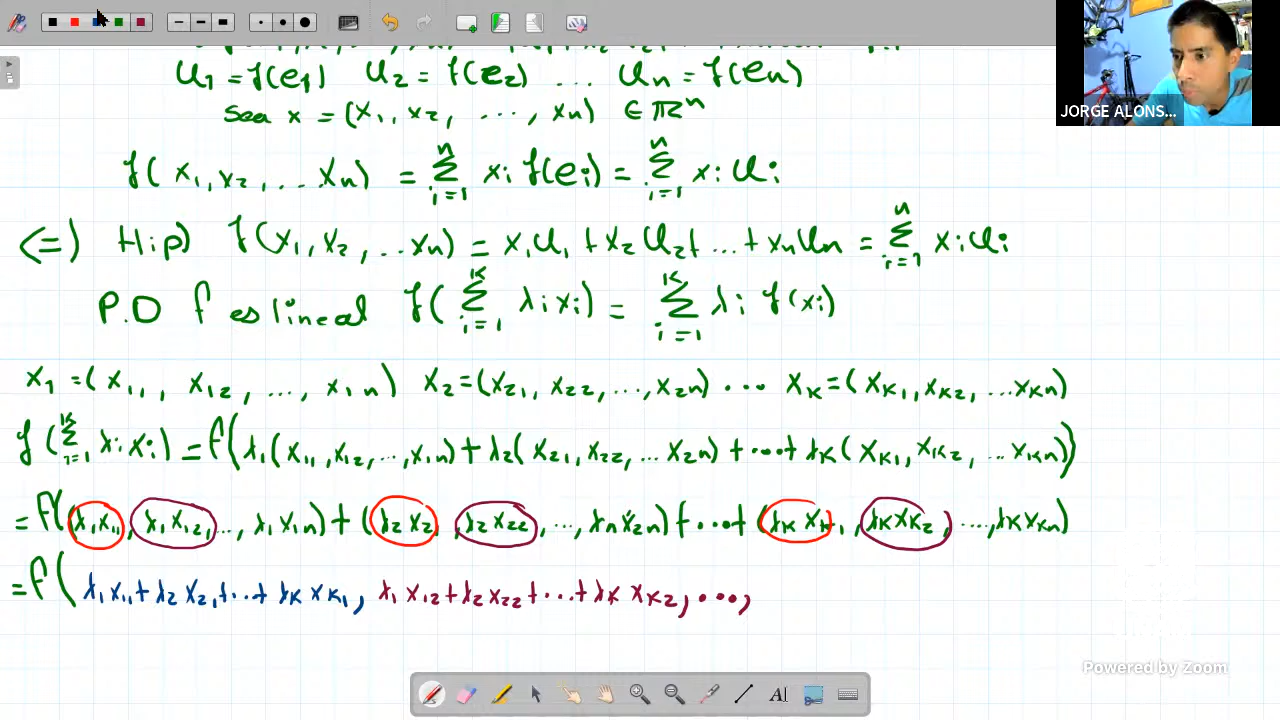 U1 = f(e1) U2 = f(e2) ... Un = f(en)
JORGE ALONS...
Sea x = (x1, x2, ..., xn) ∈ ℝ^n
f(x1, x2, ... xn) = Σ_{i=1}^{n} xi f(ei) = Σ_{i=1}^{n} xi Ui
<=) Hip) f(x1, x2, ... xn) = x1U1 + x2U2 + ... + xnUn = Σ_{i=1}^{n} xi Ui
P.D f es lineal f(Σ_{i=1}^{K} λi xi) = Σ_{i=1}^{K} λi f(xi)
x1 = (x11, x12, ..., x1n) x2 = (x21, x22, ..., x2n) ... xK = (xK1, xK2, ... xKn)
f(Σ_{i=1}^{K} λi xi) = f(λ1(x11, x12, ..., x1n) + λ2(x21, x22, ... x2n) + ... + λK(xK1, xK2, ... xKn))
= f((λ1x11, λ1x12, ..., λ1x1n) + (λ2x21, λ2x22, ..., λnx2n) + ... + (λKxK1, λKxK2, ..., λKxKn)
= f( λ1x11 + λ2x21 + ... + λKxK1, λ1x12 + λ2x22 + ... + λKxK2, ...,
Powered by Zoom
AI